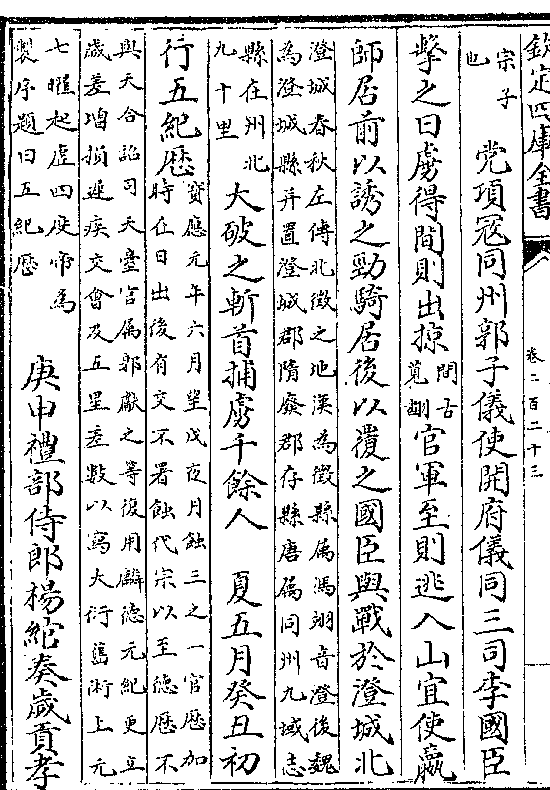 欽定四庫全書
卷二百二十三
宗子
也
党項寇同州郭子儀使開府儀同三司李國臣
擊之曰虜得間則出掠
間古
莧翻
官軍至則逃入山宜使羸
師居前以誘之勁騎居後以覆之國臣與戰於澄城北
澄城春秋左傳北徵之地漢為徵縣屬馮翊音澄後魏
為澄城縣并置澄城郡隋廢郡存縣唐屬同州九域志
縣在州北
九十里
大破之斬首捕虜千餘人　夏五月癸丑初
行五紀厯
寳應元年六月望戊夜月蝕三之一官厯加
時在日出後有交不署蝕代宗以至德厯不
與天合詔司天臺官屬郭獻之等復用麟德元紀更立
歲差增損遲疾交會及五星差數以寫大衍舊術上元
七曜起虛四度帝為
製序題曰五紀厯
庚申禮部侍郎楊綰奏歲貢孝